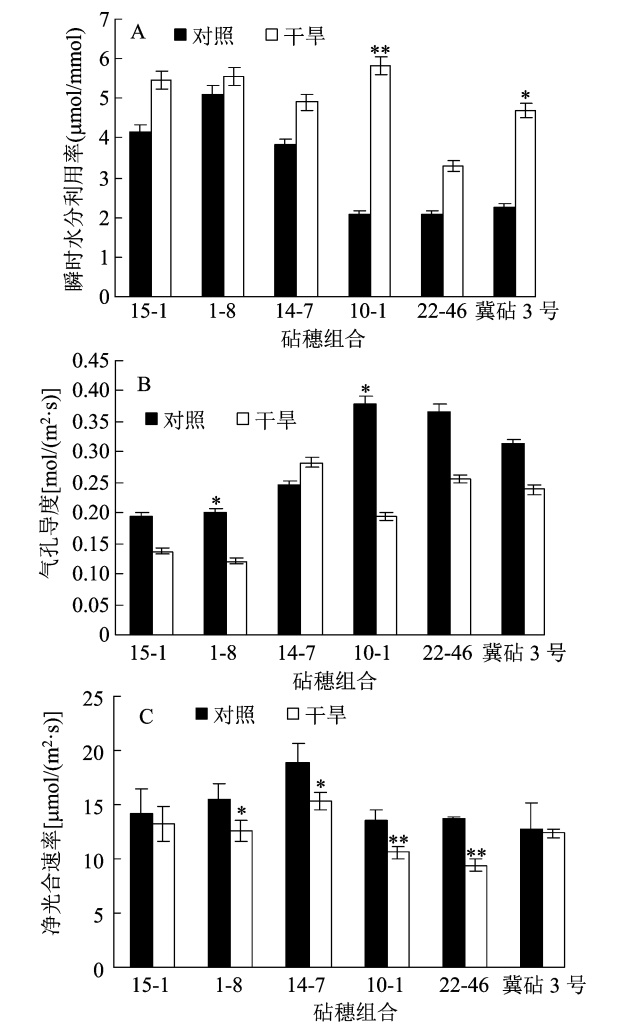 瞬时水分利用率(μmol/mmol)
A
对照 干旱
7
6
5
4
3
2
1
0
**
*
15-1 1-8 14-7 10-1 22-46 冀砧 3 号
砧穗组合
气孔导度[mol/(m²·s)]
B
对照 干旱
0.45
0.40
0.35
0.30
0.25
0.20
0.15
0.10
0.05
0
*
*
15-1 1-8 14-7 10-1 22-46 冀砧 3 号
砧穗组合
净光合速率[μmol/(m²·s)]
C
对照 干旱
25
20
15
10
5
0
*
*
**
**
15-1 1-8 14-7 10-1 22-46 冀砧 3 号
砧穗组合